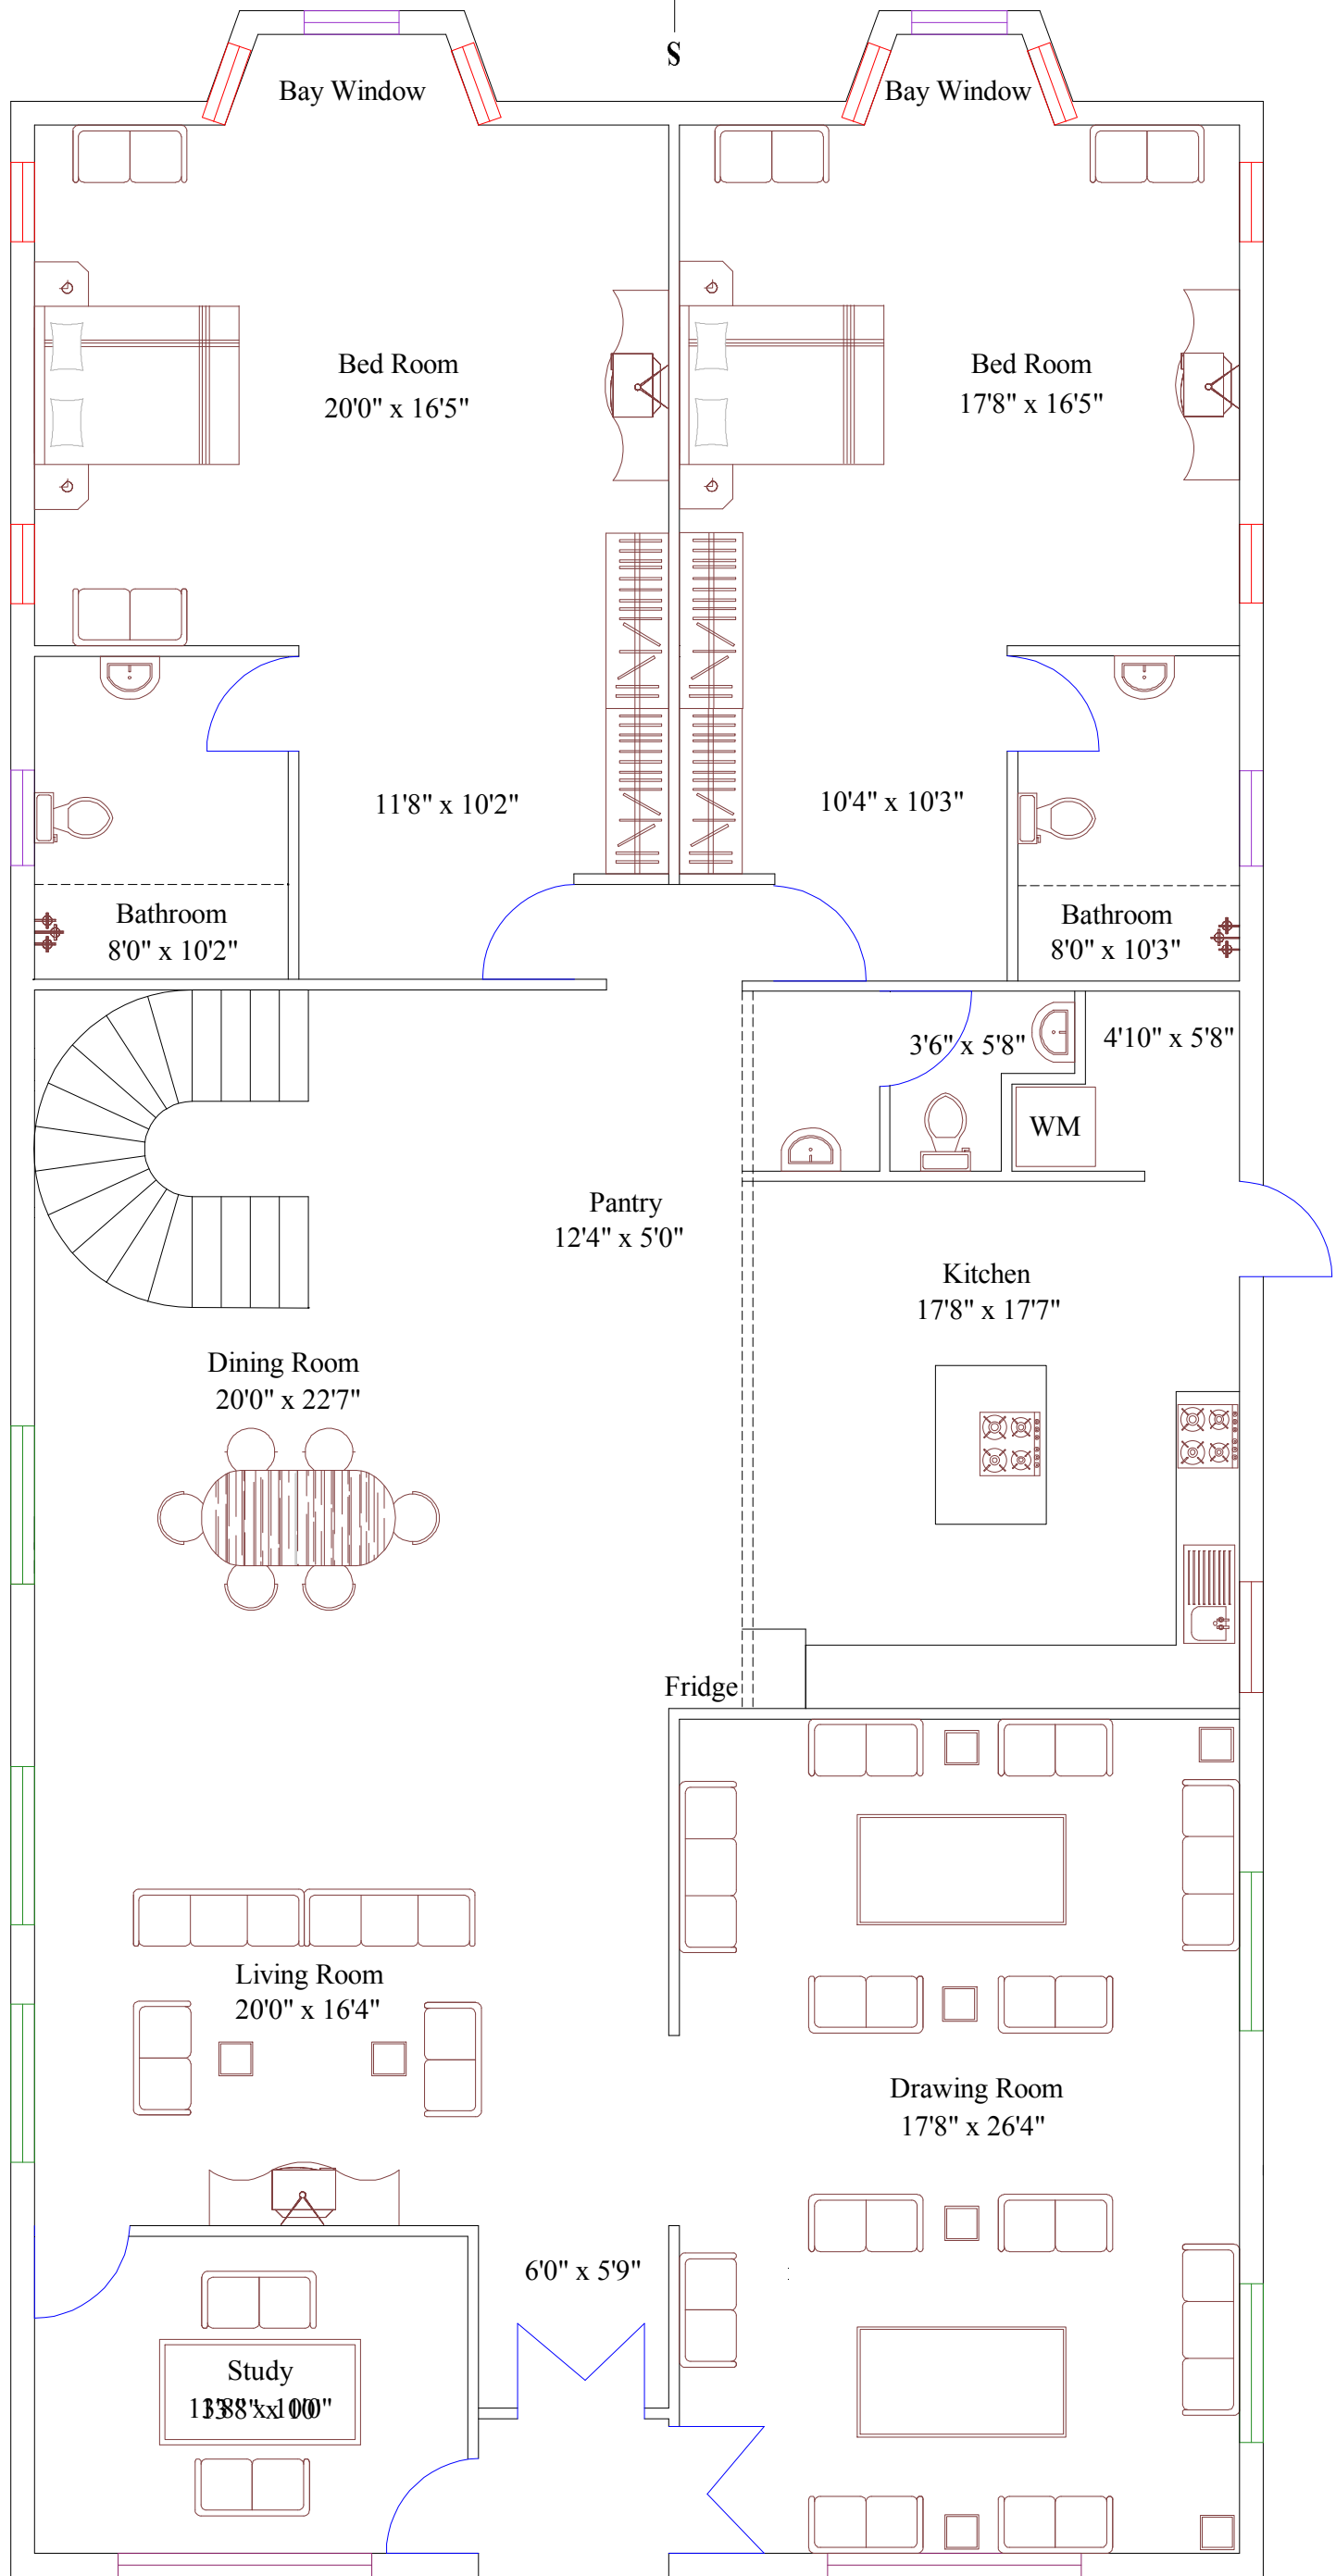 S
Bay Window
Bay Window
Bed Room
20'0" x 16'5"
Bed Room
17'8" x 16'5"
11'8" x 10'2"
10'4" x 10'3"
Bathroom
8'0" x 10'2"
Bathroom
8'0" x 10'3"
3'6" x 5'8"
4'10" x 5'8"
WM
Pantry
12'4" x 5'0"
Kitchen
17'8" x 17'7"
Dining Room
20'0" x 22'7"
Fridge
Living Room
20'0" x 16'4"
Drawing Room
17'8" x 26'4"
6'0" x 5'9"
Study